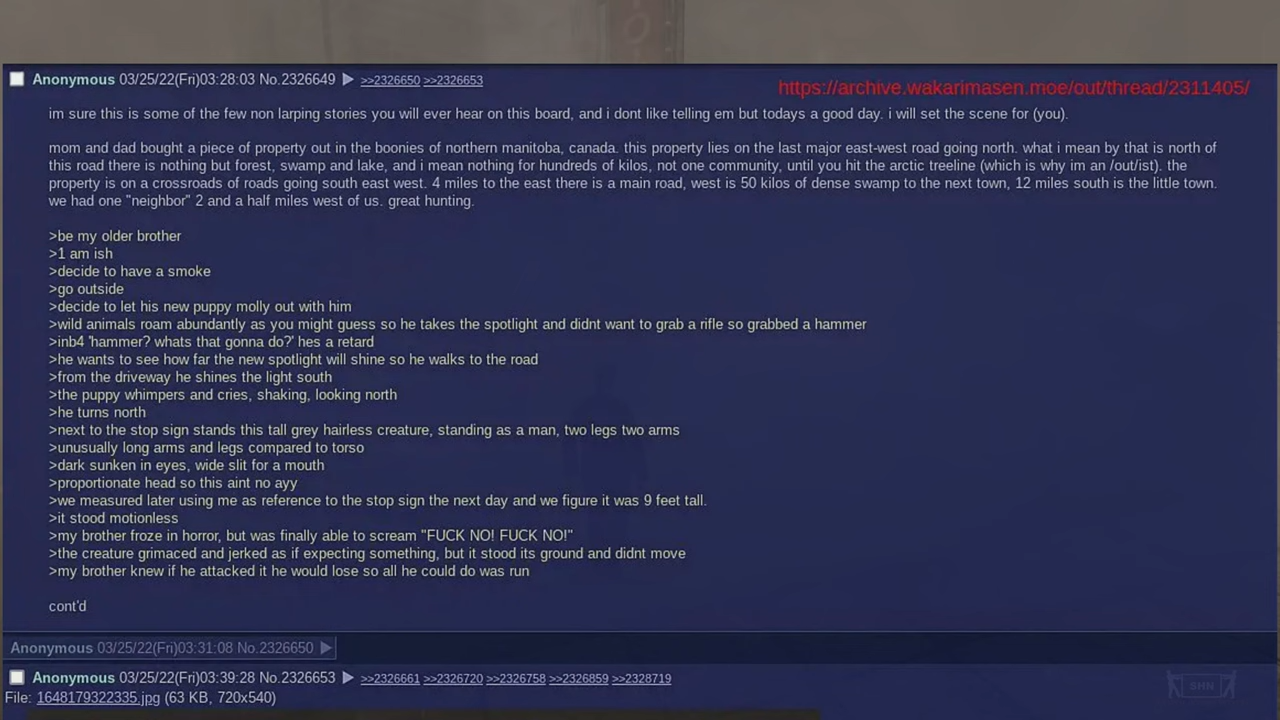 Anonymous 03/25/22(Fri)03:28:03 No.2326649 ▶ >>2326650 >>2326653
https://archive.wakarimasen.moe/out/thread/2311405/
im sure this is some of the few non larping stories you will ever hear on this board, and i dont like telling em but todays a good day. i will set the scene for (you).
mom and dad bought a piece of property out in the boonies of northern manitoba, canada. this property lies on the last major east-west road going north. what i mean by that is north of
this road there is nothing but forest, swamp and lake, and i mean nothing for hundreds of kilos, not one community, until you hit the arctic treeline (which is why im an /out/ist). the
property is on a crossroads of roads going south east west. 4 miles to the east there is a main road, west is 50 kilos of dense swamp to the next town, 12 miles south is the little town.
we had one "neighbor" 2 and a half miles west of us. great hunting.
>be my older brother
>1 am ish
>decide to have a smoke
>go outside
>decide to let his new puppy molly out with him
>wild animals roam abundantly as you might guess so he takes the spotlight and didnt want to grab a rifle so grabbed a hammer
>inb4 'hammer? whats that gonna do?' hes a retard
>he wants to see how far the new spotlight will shine so he walks to the road
>from the driveway he shines the light south
>the puppy whimpers and cries, shaking, looking north
>he turns north
>next to the stop sign stands this tall grey hairless creature, standing as a man, two legs two arms
>unusually long arms and legs compared to torso
>dark sunken in eyes, wide slit for a mouth
>proportionate head so this aint no ayy
>we measured later using me as reference to the stop sign the next day and we figure it was 9 feet tall.
>it stood motionless
>my brother froze in horror, but was finally able to scream "FUCK NO! FUCK NO!"
>the creature grimaced and jerked as if expecting something, but it stood its ground and didnt move
>my brother knew if he attacked it he would lose so all he could do was run
cont'd
Anonymous 03/25/22(Fri)03:31:08 No.2326650 ▶
Anonymous 03/25/22(Fri)03:39:28 No.2326653 ▶ >>2326661 >>2326720 >>2326758 >>2326859 >>2328719
File: 1648179322335.jpg (63 KB, 720x540)
SHN